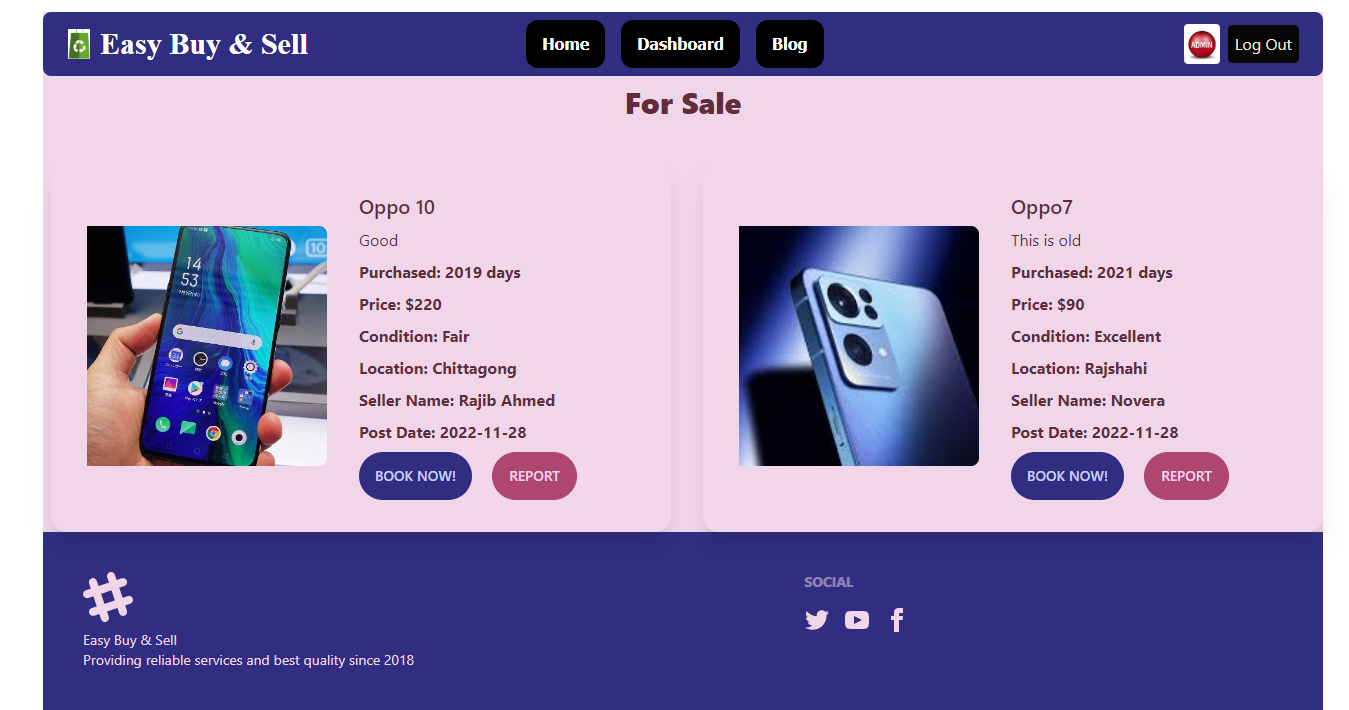 Easy Buy & Sell
Home
Dashboard
Blog
ADMIN
Log Out
For Sale
Oppo 10
Good
Purchased: 2019 days
Price: $220
Condition: Fair
Location: Chittagong
Seller Name: Rajib Ahmed
Post Date: 2022-11-28
BOOK NOW!
REPORT
10
14
53
Oppo7
This is old
Purchased: 2021 days
Price: $90
Condition: Excellent
Location: Rajshahi
Seller Name: Novera
Post Date: 2022-11-28
BOOK NOW!
REPORT
Easy Buy & Sell
Providing reliable services and best quality since 2018
SOCIAL